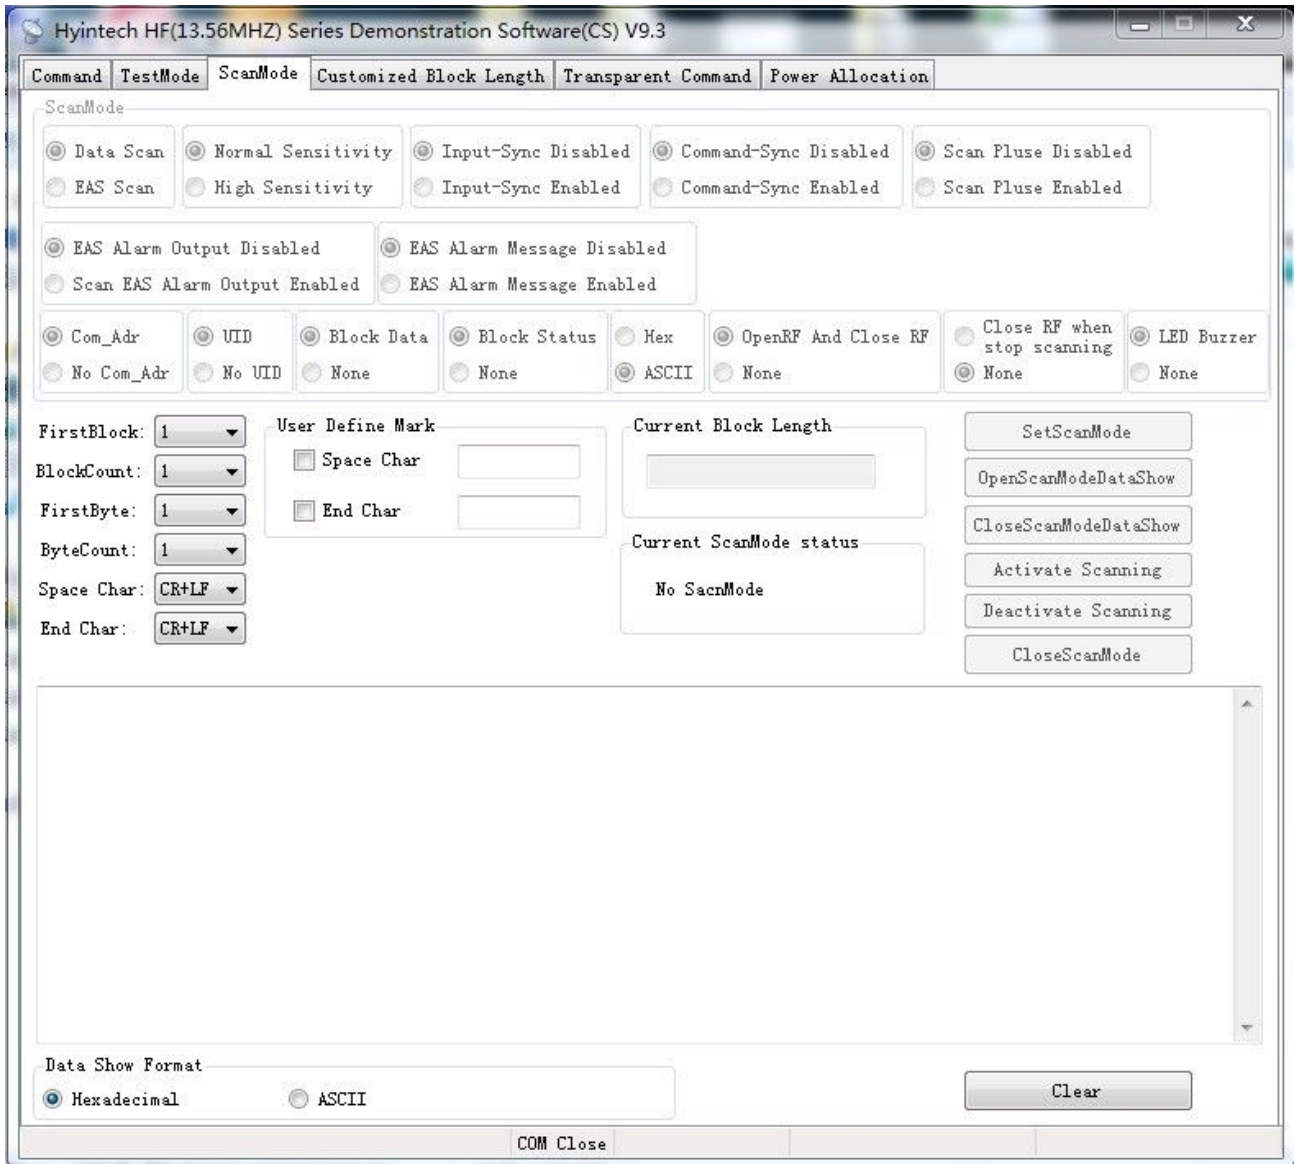 Hyintech HF(13.56MHZ) Series Demonstration Software(CS) V9.3
Command TestMode ScanMode Customized Block Length Transparent Command Power Allocation
ScanMode
Data Scan Normal Sensitivity Input-Sync Disabled Command-Sync Disabled Scan Pluse Disabled
EAS Scan High Sensitivity Input-Sync Enabled Command-Sync Enabled Scan Pluse Enabled
EAS Alarm Output Disabled EAS Alarm Message Disabled
Scan EAS Alarm Output Enabled EAS Alarm Message Enabled
Com_Adr UID Block Data Block Status Hex OpenRF And Close RF Close RF when stop scanning LED Buzzer
No Com_Adr No UID None None ASCII None None None
FirstBlock: 1
BlockCount: 1
FirstByte: 1
ByteCount: 1
Space Char: CR+LF
End Char: CR+LF
User Define Mark
Space Char
End Char
Current Block Length
Current ScanMode status
No SacnMode
SetScanMode
OpenScanModeDataShow
CloseScanModeDataShow
Activate Scanning
Deactivate Scanning
CloseScanMode
Data Show Format
Hexadecimal ASCII
Clear
COM Close